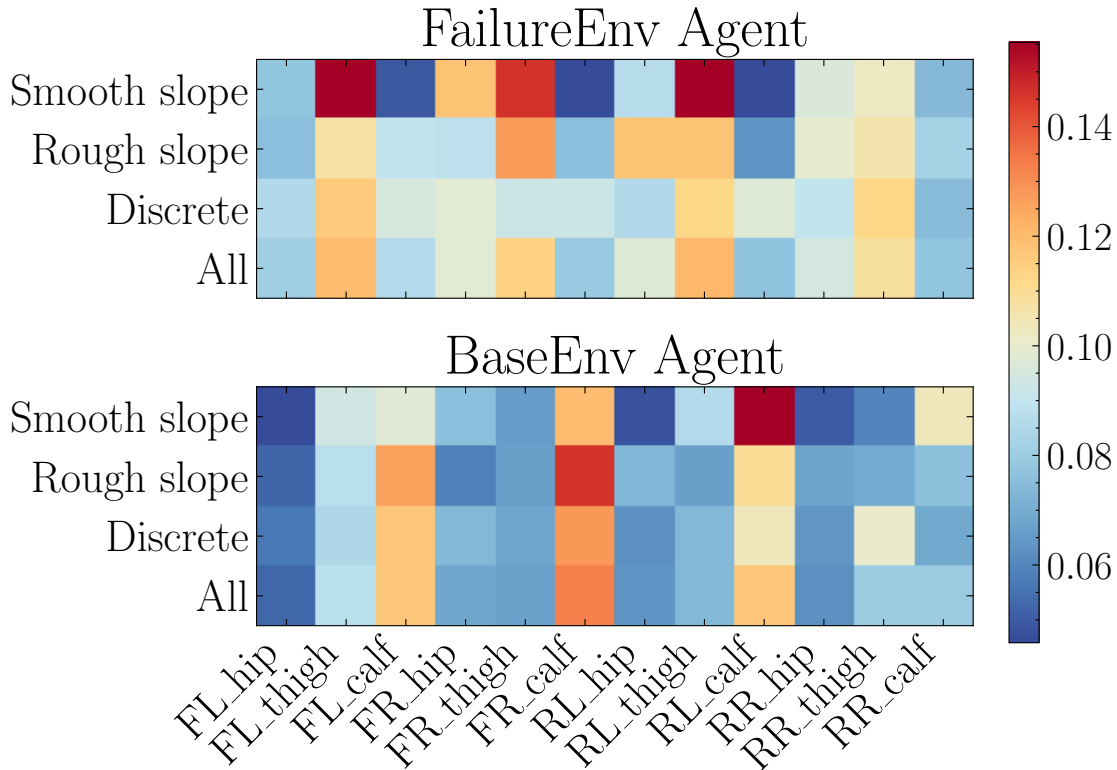 FailureEnv Agent
Smooth slope
Rough slope
Discrete
All
BaseEnv Agent
Smooth slope
Rough slope
Discrete
All
FL_hip
FL_thigh
FL_calf
FR_hip
FR_thigh
FR_calf
RL_hip
RL_thigh
RL_calf
RR_hip
RR_thigh
RR_calf
0.14
0.12
0.10
0.08
0.06